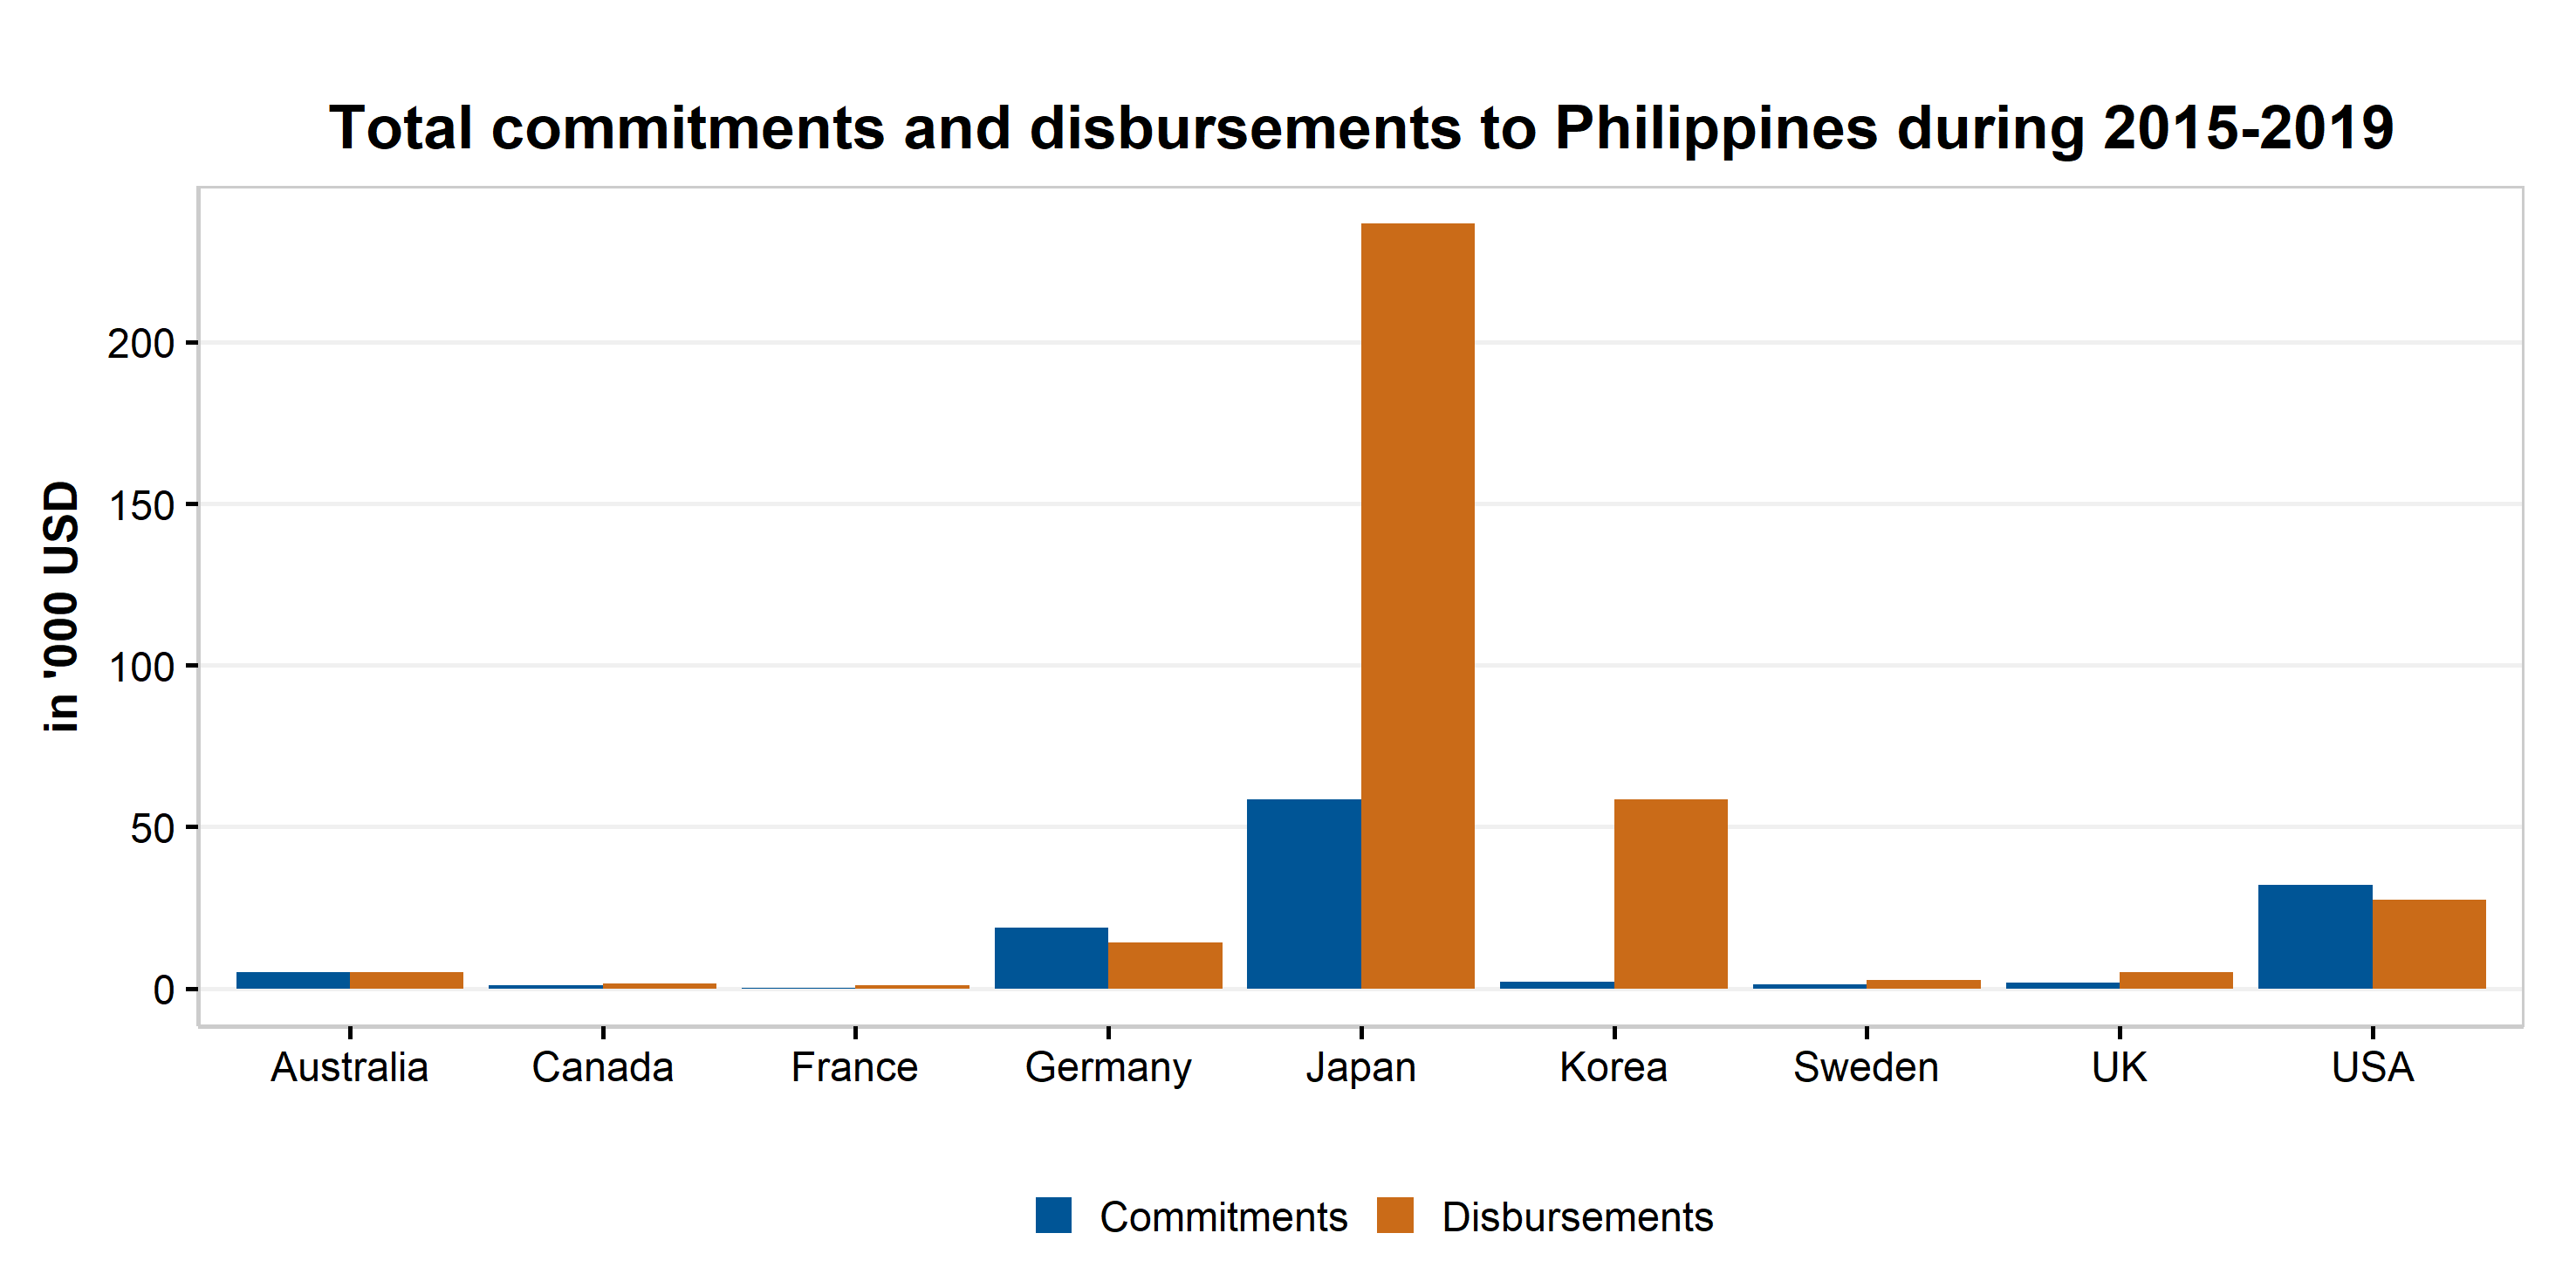 Total commitments and disbursements to Philippines during 2015-2019
in '000 USD
200
150
100
50
0
Australia Canada France Germany Japan Korea Sweden UK USA
Commitments Disbursements